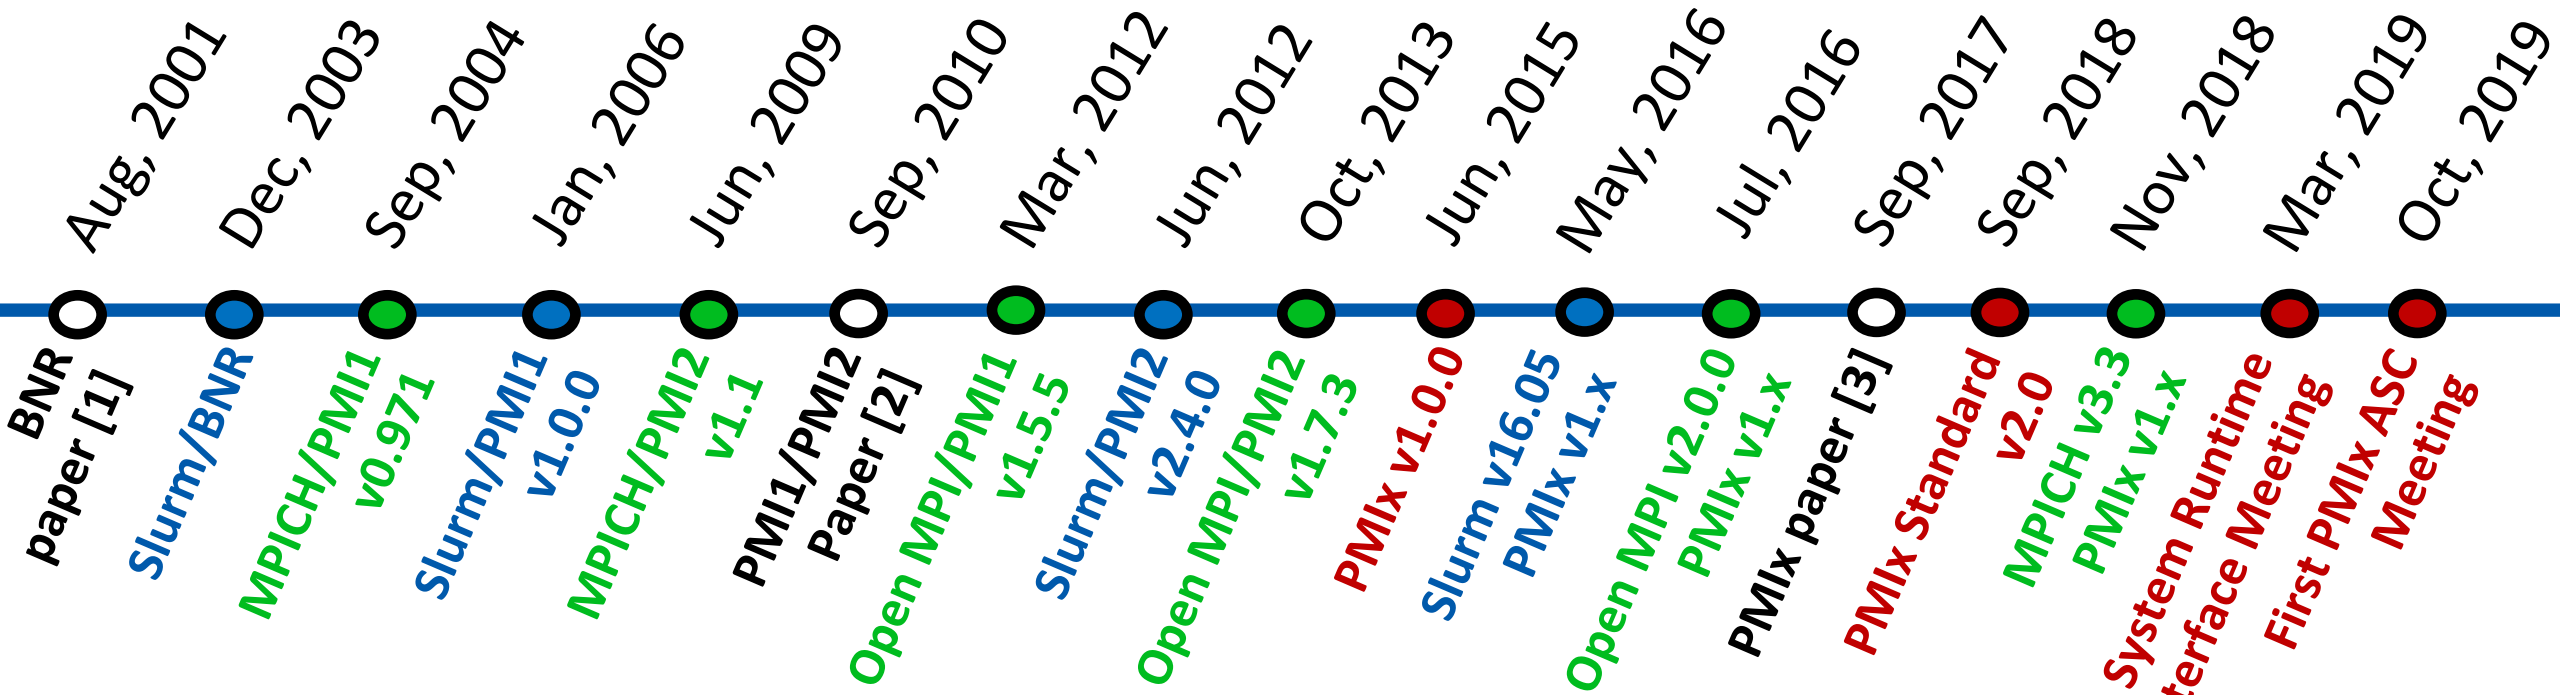 Aug, 2001
Dec, 2003
Sep, 2004
Jan, 2006
Jun, 2009
Sep, 2010
Mar, 2012
Jun, 2012
Oct, 2013
Jun, 2015
May, 2016
Jul, 2016
Sep, 2017
Sep, 2018
Nov, 2018
Mar, 2019
Oct, 2019
BNR
paper [1]
Slurm/BNR
MPICH/PMI1
v0.971
Slurm/PMI1
v1.0.0
MPICH/PMI2
v1.1
PMI1/PMI2
Paper [2]
Open MPI/PMI1
v1.5.5
Slurm/PMI2
v2.4.0
Open MPI/PMI2
v1.7.3
PMIx v1.0.0
Slurm v16.05
PMIx v1.x
Open MPI v2.0.0
PMIx v1.x
PMIx paper [3]
PMIx Standard
v2.0
MPICH v3.3
PMIx v1.x
System Runtime
terface Meeting
First PMIx ASC
Meeting